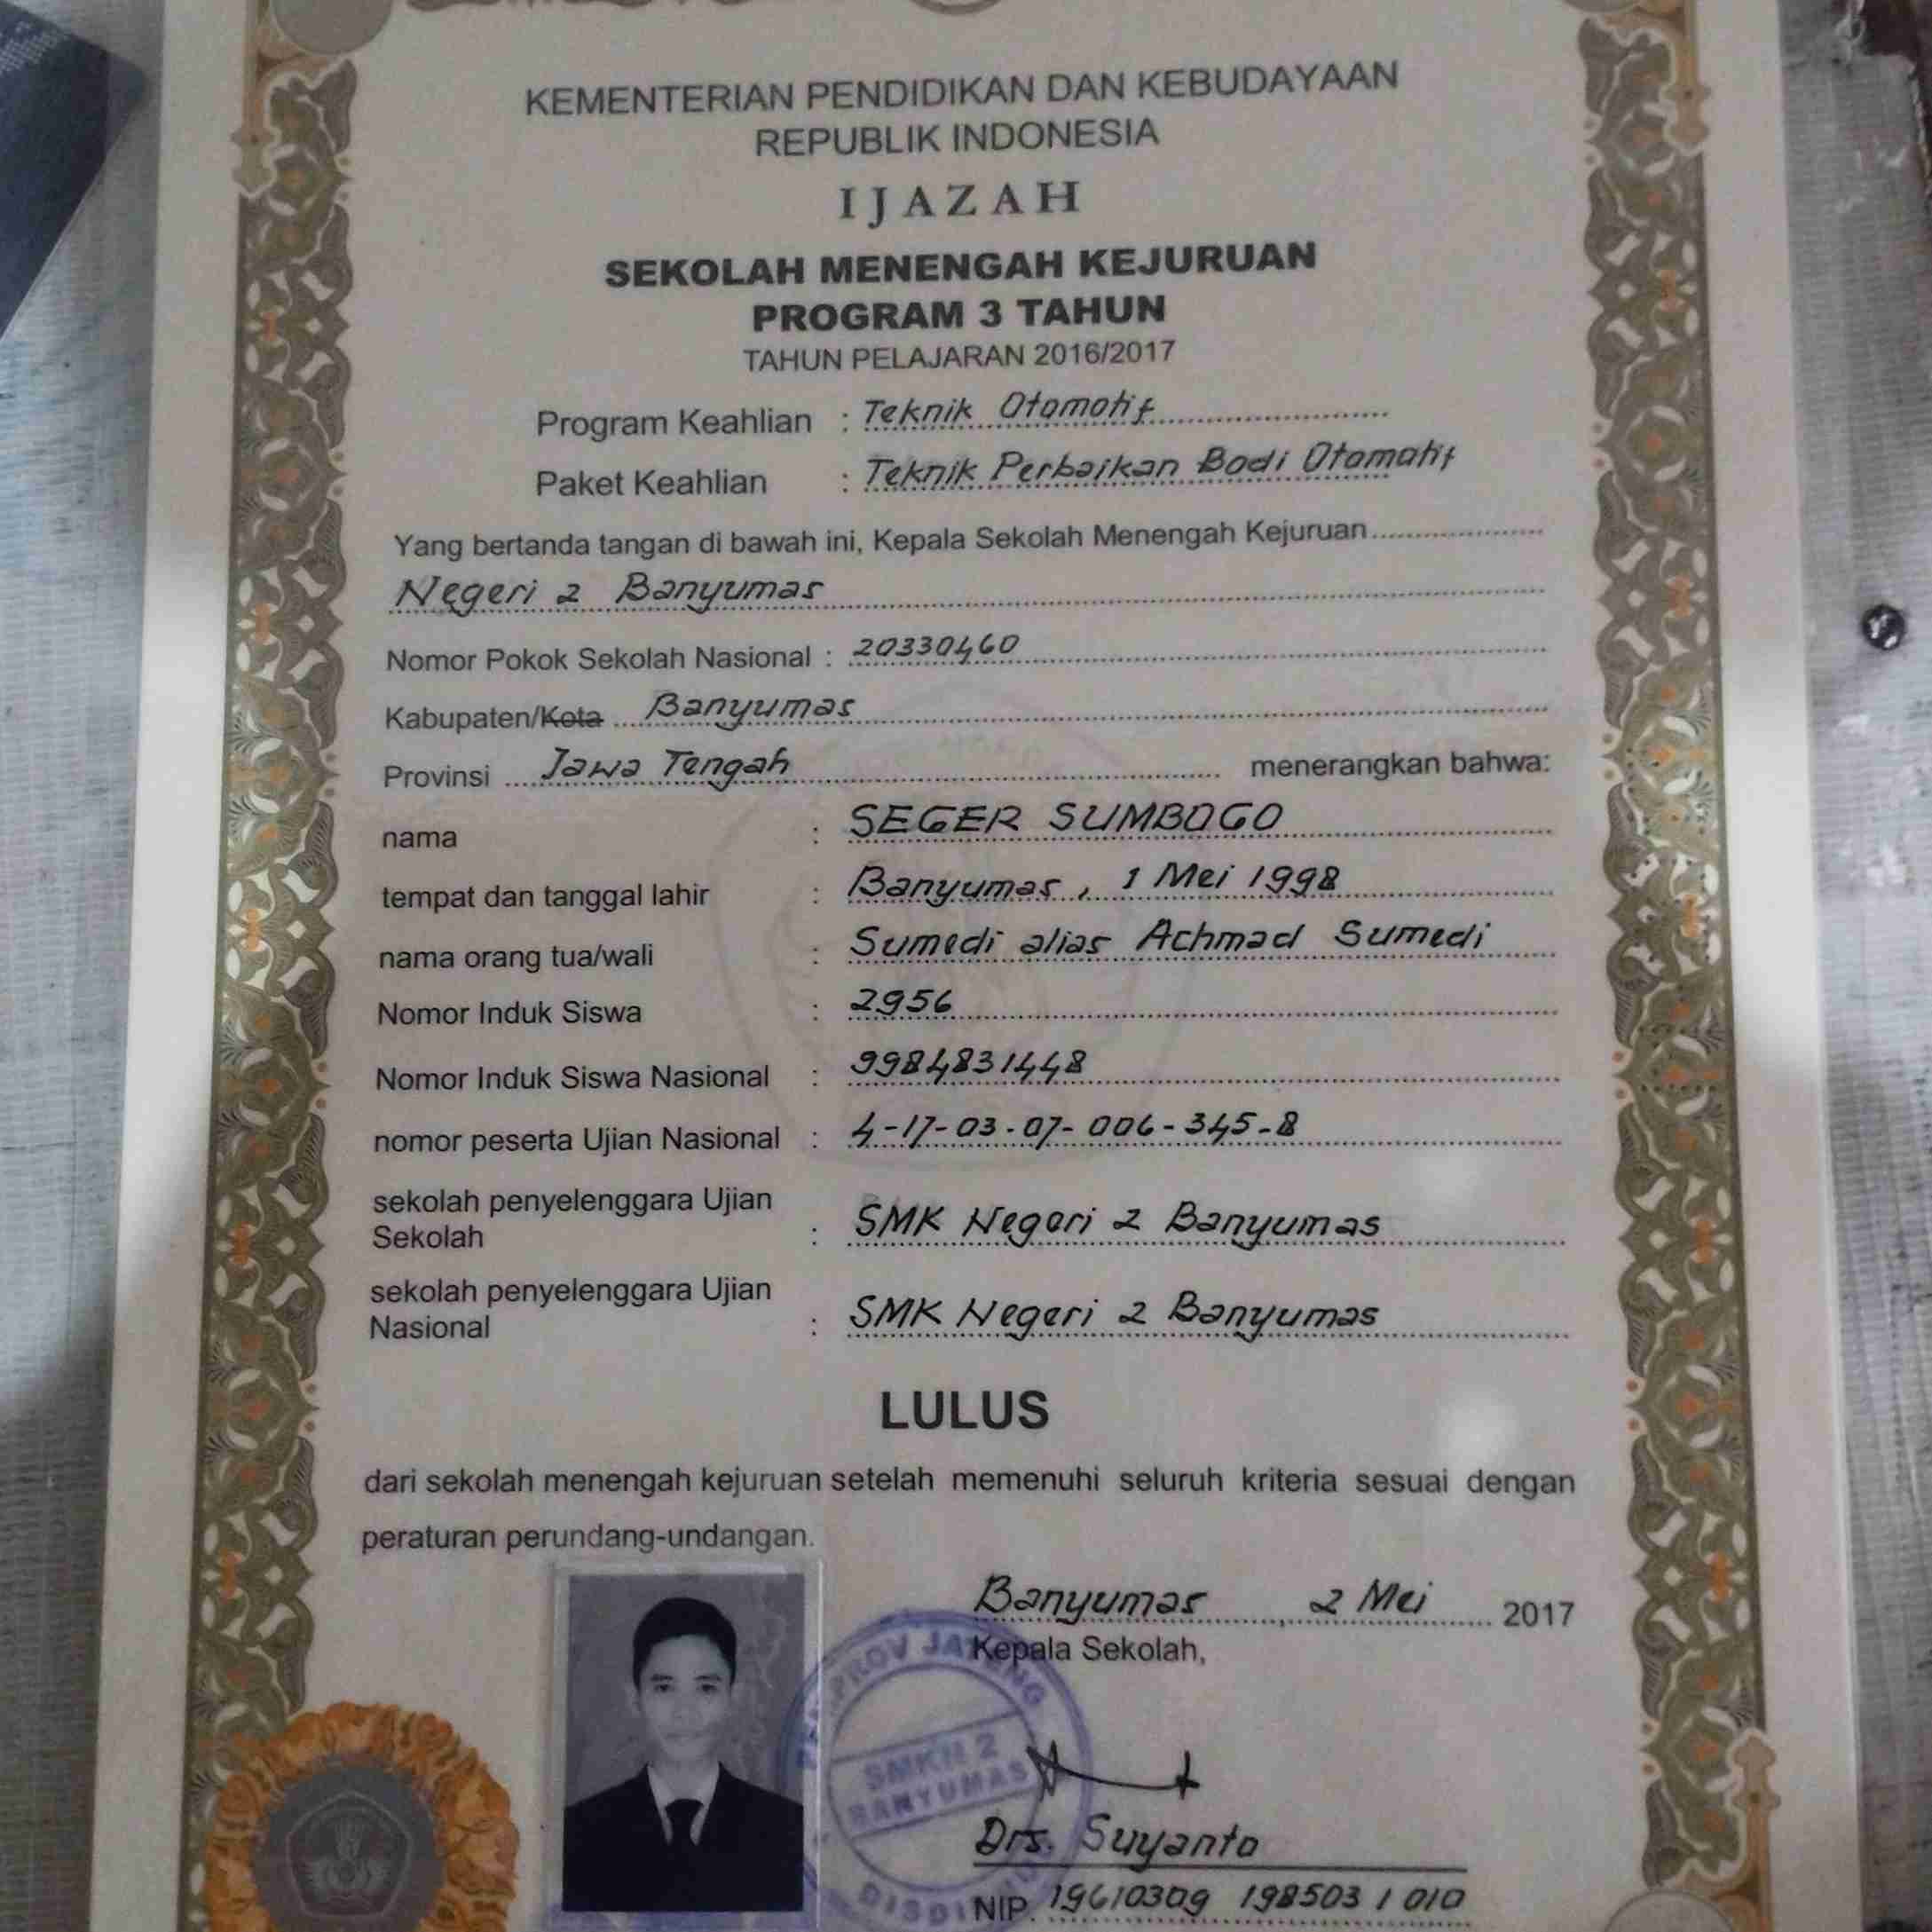 KEMENTERIAN PENDIDIKAN DAN KEBUDAYAAN
REPUBLIK INDONESIA
IJAZAH
SEKOLAH MENENGAH KEJURUAN
PROGRAM 3 TAHUN
TAHUN PELAJARAN 2016/2017
Program Keahlian : Teknik Otomotif
Paket Keahlian : Teknik Perbaikan Bodi Otomotif
Yang bertanda tangan di bawah ini, Kepala Sekolah Menengah Kejuruan
Negeri 2 Banyumas
Nomor Pokok Sekolah Nasional : 20330460
Kabupaten/Kota Banyumas
Provinsi Jawa Tengah menerangkan bahwa:
nama : SEGER SUMBOGO
tempat dan tanggal lahir : Banyumas, 1 Mei 1998
nama orang tua/wali : Sumedi alias Achmad Sumedi
Nomor Induk Siswa : 2956
Nomor Induk Siswa Nasional : 9984831448
nomor peserta Ujian Nasional : 4-17-03-07-006-345-8
sekolah penyelenggara Ujian
Sekolah : SMK Negeri 2 Banyumas
sekolah penyelenggara Ujian
Nasional : SMK Negeri 2 Banyumas
LULUS
dari sekolah menengah kejuruan setelah memenuhi seluruh kriteria sesuai dengan
peraturan perundang-undangan.
Banyumas, 2 Mei 2017
Kepala Sekolah,
PROV JATENG
SMKN 2
BANYUMAS
Drs. Suyanto
NIP. 19610309 198503 1 010